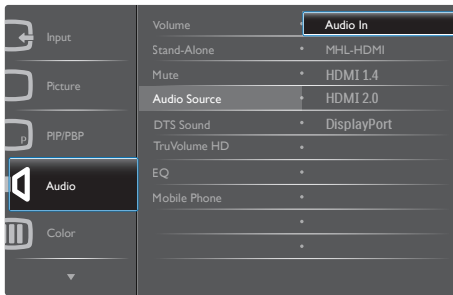 Input
Picture
P
PIP/PBP
Audio
Color
Volume
Stand-Alone
Mute
Audio Source
DTS Sound
TruVolume HD
EQ
Mobile Phone
Audio In
MHL-HDMI
HDMI 1.4
HDMI 2.0
DisplayPort